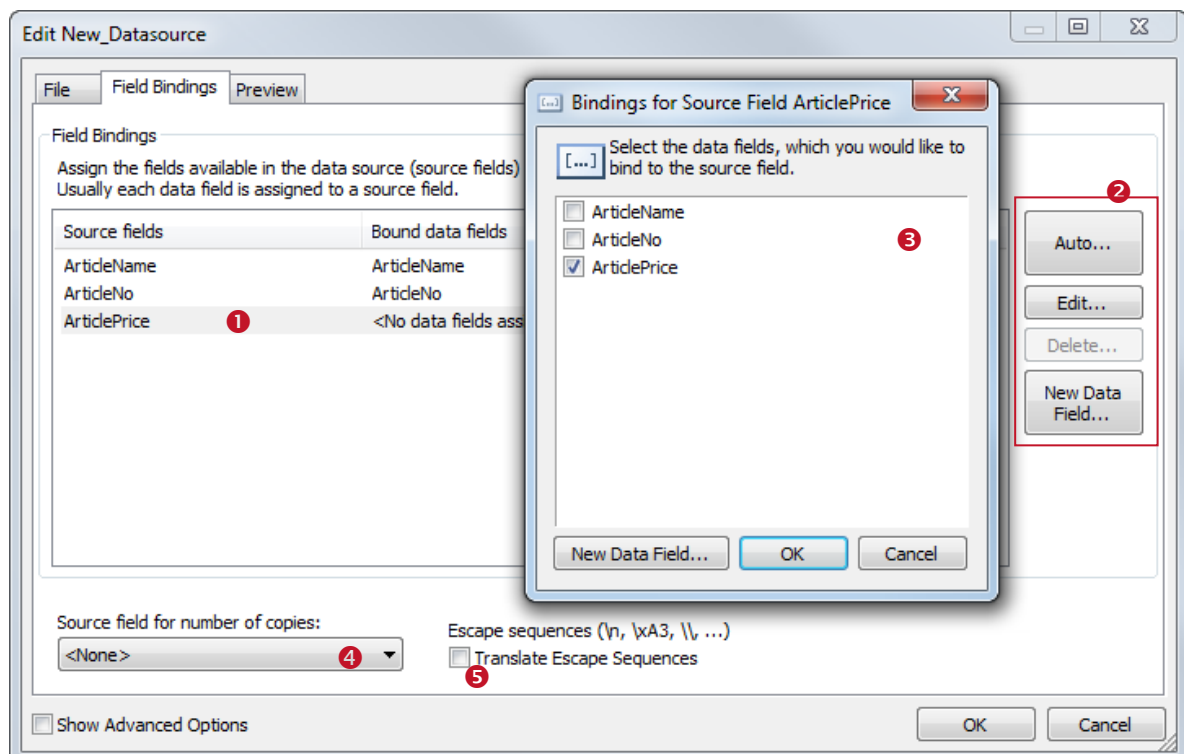 Edit New_Datasource
File
Field Bindings
Preview
Field Bindings
Assign the fields available in the data source (source fields)
Usually each data field is assigned to a source field.
Source fields
Bound data fields
ArticleName
ArticleName
ArticleNo
ArticleNo
ArticlePrice
1
<No data fields ass
Bindings for Source Field ArticlePrice
[...] Select the data fields, which you would like to
bind to the source field.
ArticleName
ArticleNo
3
ArticlePrice
New Data Field...
OK
Cancel
2
Auto...
Edit...
Delete...
New Data
Field...
Source field for number of copies:
<None>
4
Escape sequences (\n, \xA3, \\, ...)
Translate Escape Sequences
5
Show Advanced Options
OK
Cancel